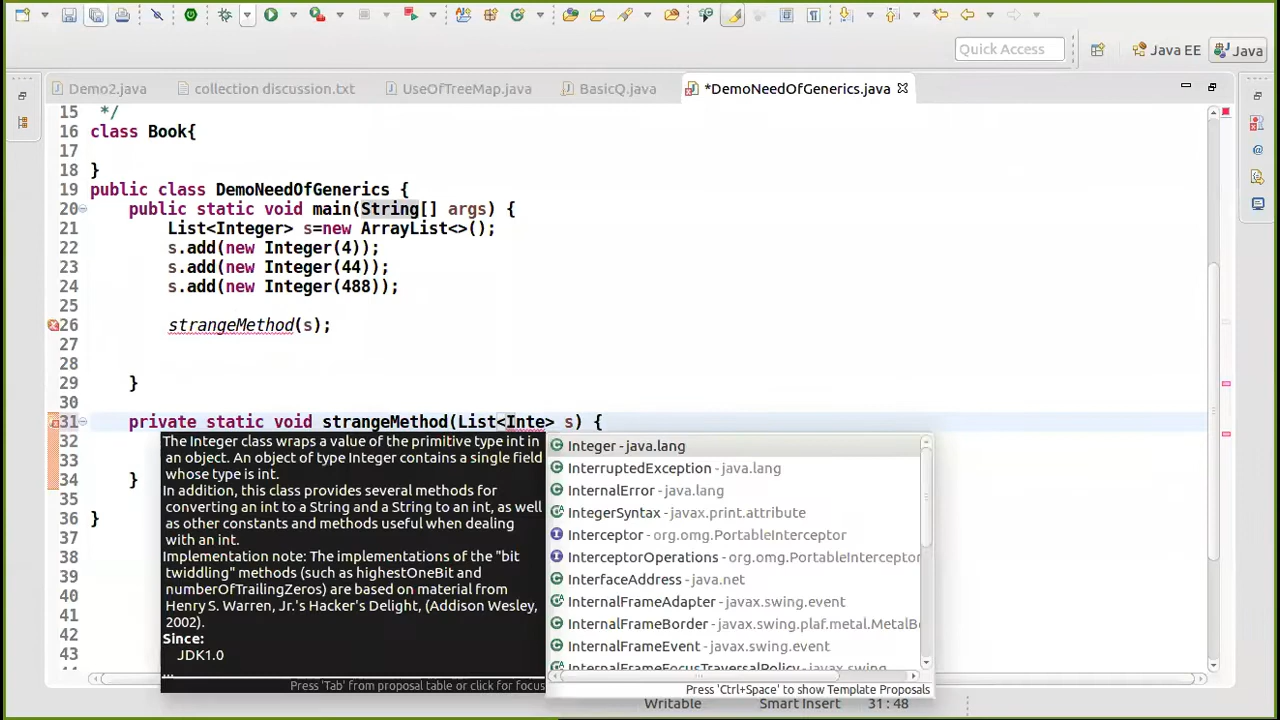 Quick Access
Java EE
Java
Demo2.java
collection discussion.txt
UseOfTreeMap.java
BasicQ.java
*DemoNeedOfGenerics.java
15 */
16 class Book{
17
18 }
19 public class DemoNeedOfGenerics {
20 public static void main(String[] args) {
21 List<Integer> s=new ArrayList<>();
22 s.add(new Integer(4));
23 s.add(new Integer(44));
24 s.add(new Integer(488));
25
26 strangeMethod(s);
27
28
29 }
30
31 private static void strangeMethod(List<Inte> s) {
32
33
34 }
35
36 }
37
38
39
40
41
42
43
The Integer class wraps a value of the primitive type int in
an object. An object of type Integer contains a single field
whose type is int.
In addition, this class provides several methods for
converting an int to a String and a String to an int, as well
as other constants and methods useful when dealing
with an int.
Implementation note: The implementations of the "bit
twiddling" methods (such as highestOneBit and
numberOfTrailingZeros) are based on material from
Henry S. Warren, Jr.'s Hacker's Delight, (Addison Wesley,
2002).
Since:
JDK1.0
...
Press 'Tab' from proposal table or click for focus
Integer - java.lang
InterruptedException - java.lang
InternalError - java.lang
IntegerSyntax - javax.print.attribute
Interceptor - org.omg.PortableInterceptor
InterceptorOperations - org.omg.PortableInterceptor
InterfaceAddress - java.net
InternalFrameAdapter - javax.swing.event
InternalFrameBorder - javax.swing.plaf.metal.MetalBo
InternalFrameEvent - javax.swing.event
InternalFrameFocusTraversalPolicy - javax.swing
Press 'Ctrl+Space' to show Template Proposals
Writable
Smart Insert
31 : 48